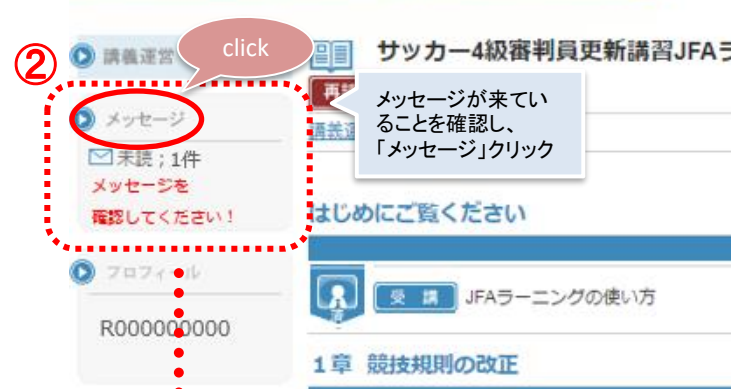 ②
講義運営
click
サッカー4級審判員更新講習JFA
メッセージが来てい
ることを確認し、
「メッセージ」クリック
メッセージ
未読；1件
メッセージを
確認してください！
はじめにご覧ください
プロフィール
R000000000
受 講
JFAラーニングの使い方
1章 競技規則の改正